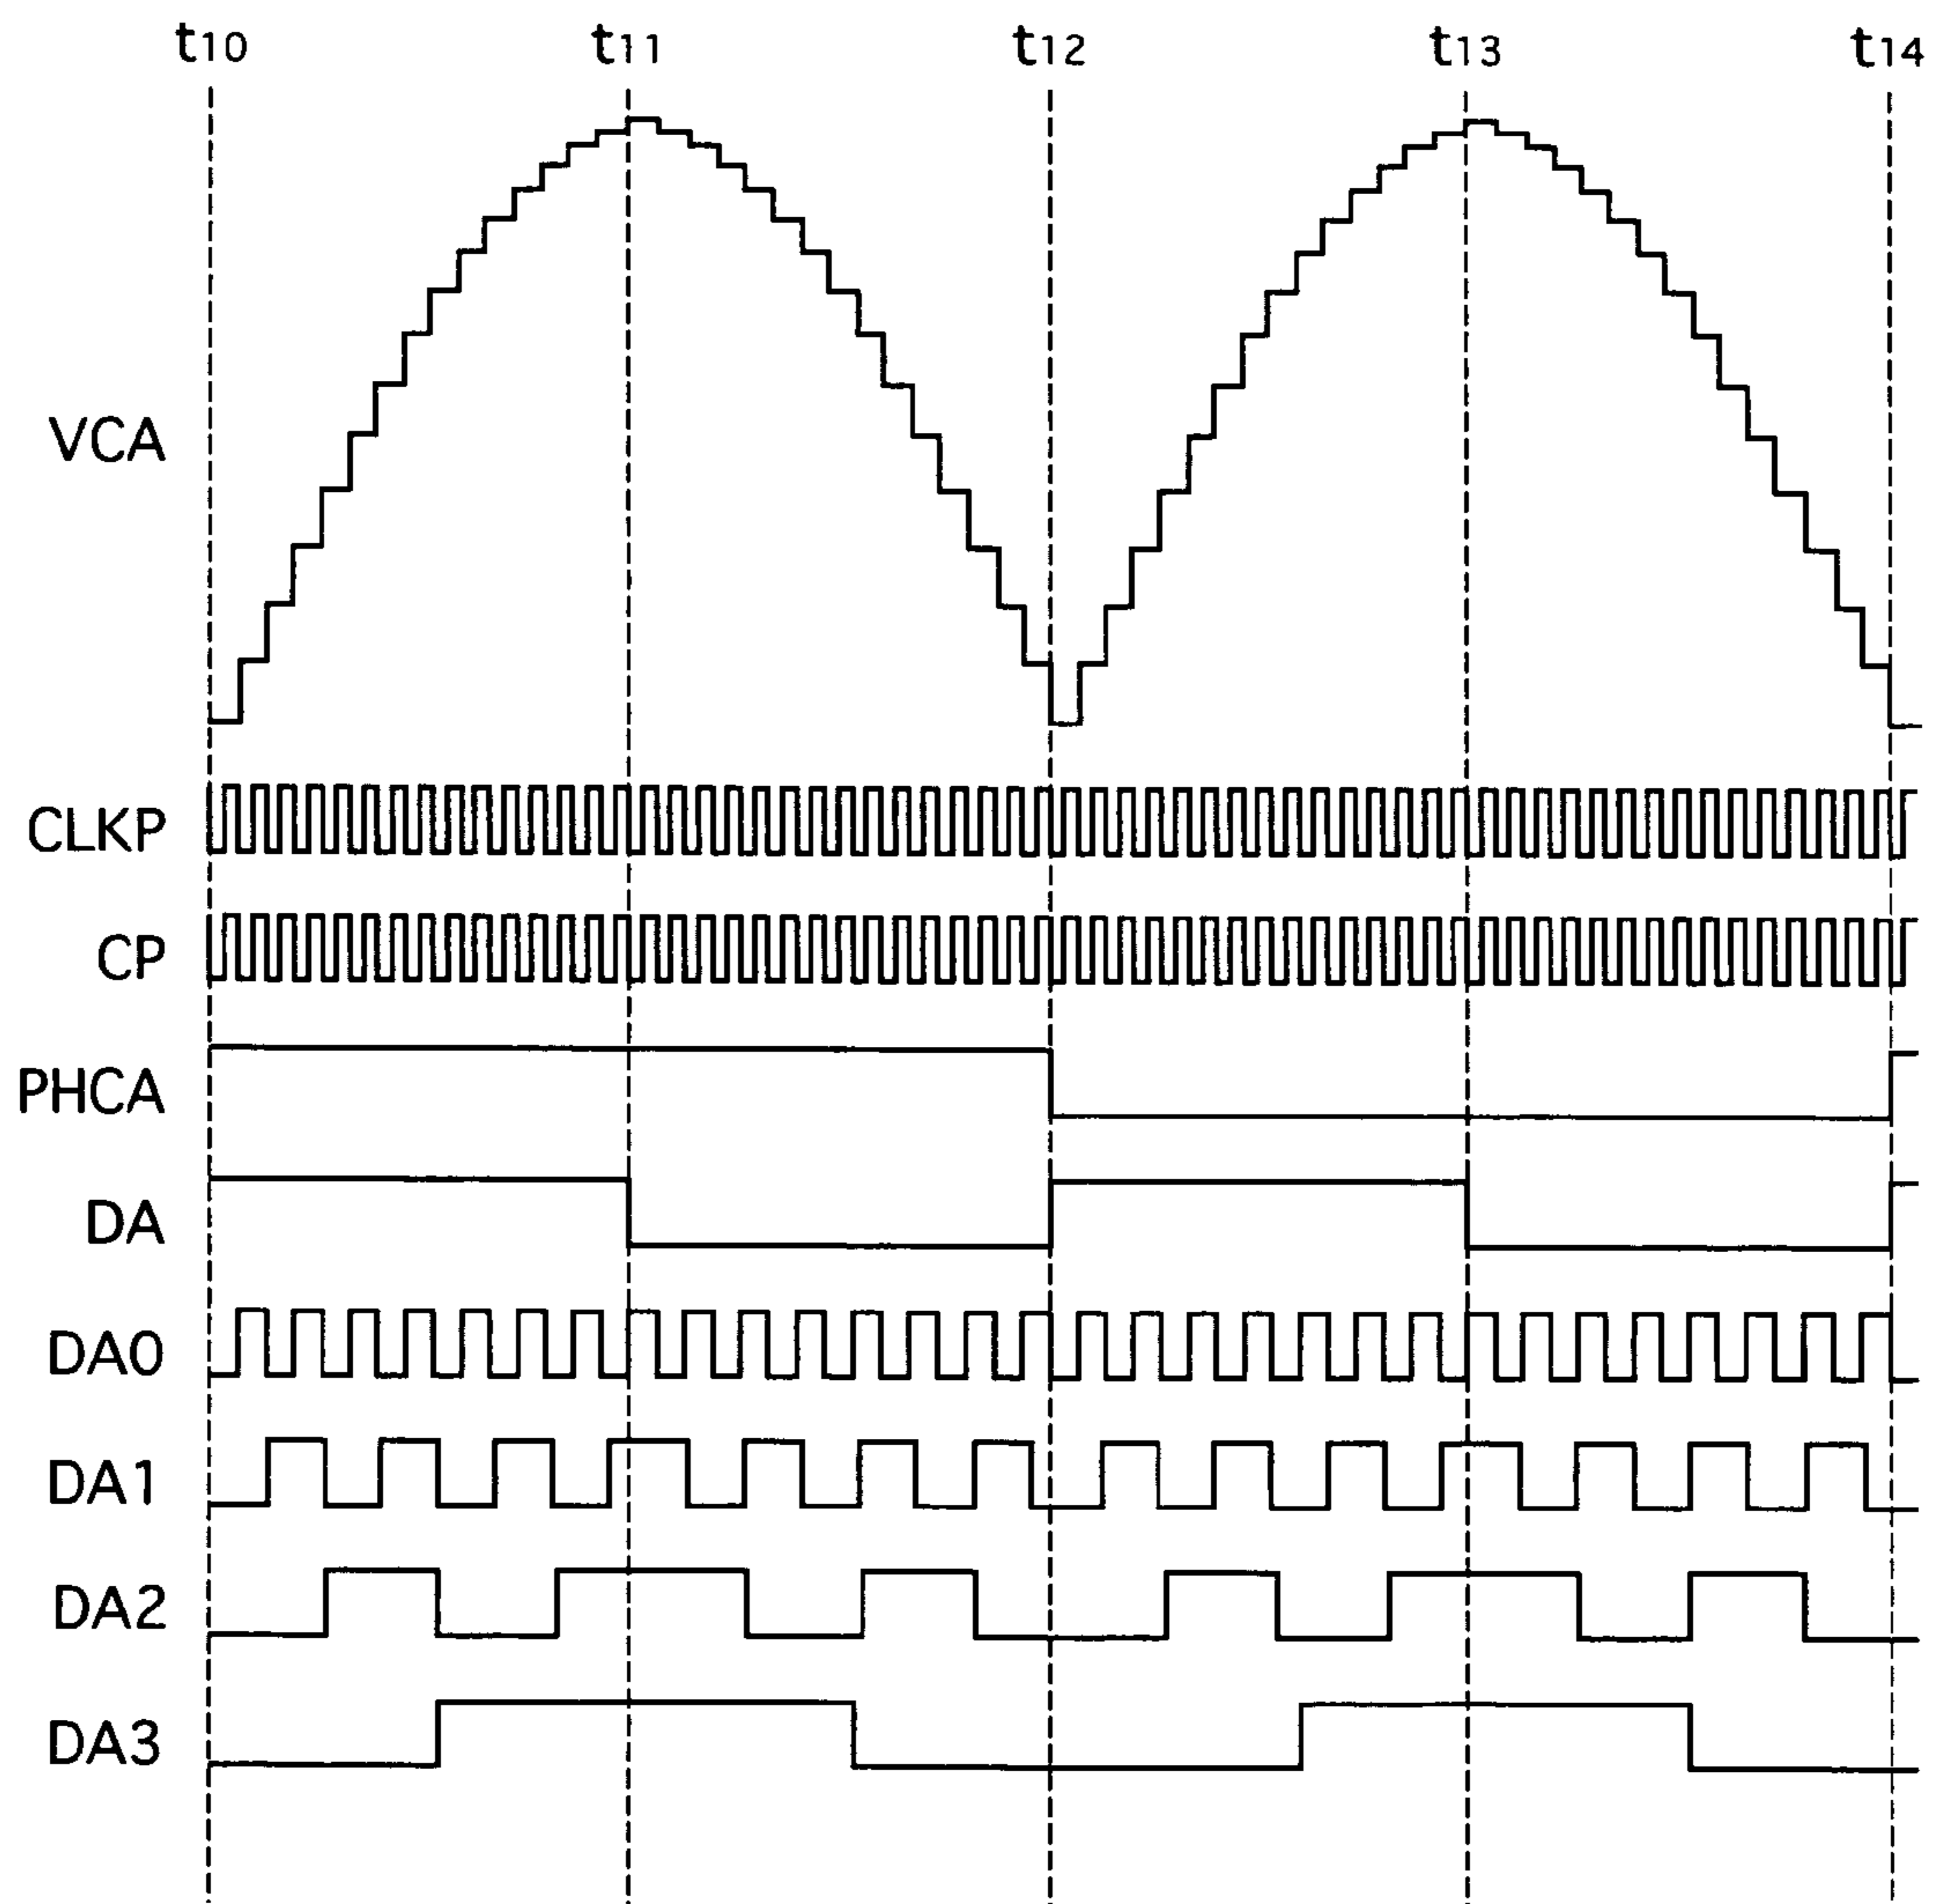 t10 t11 t12 t13 t14
VCA
CLKP
CP
PHCA
DA
DA0
DA1
DA2
DA3